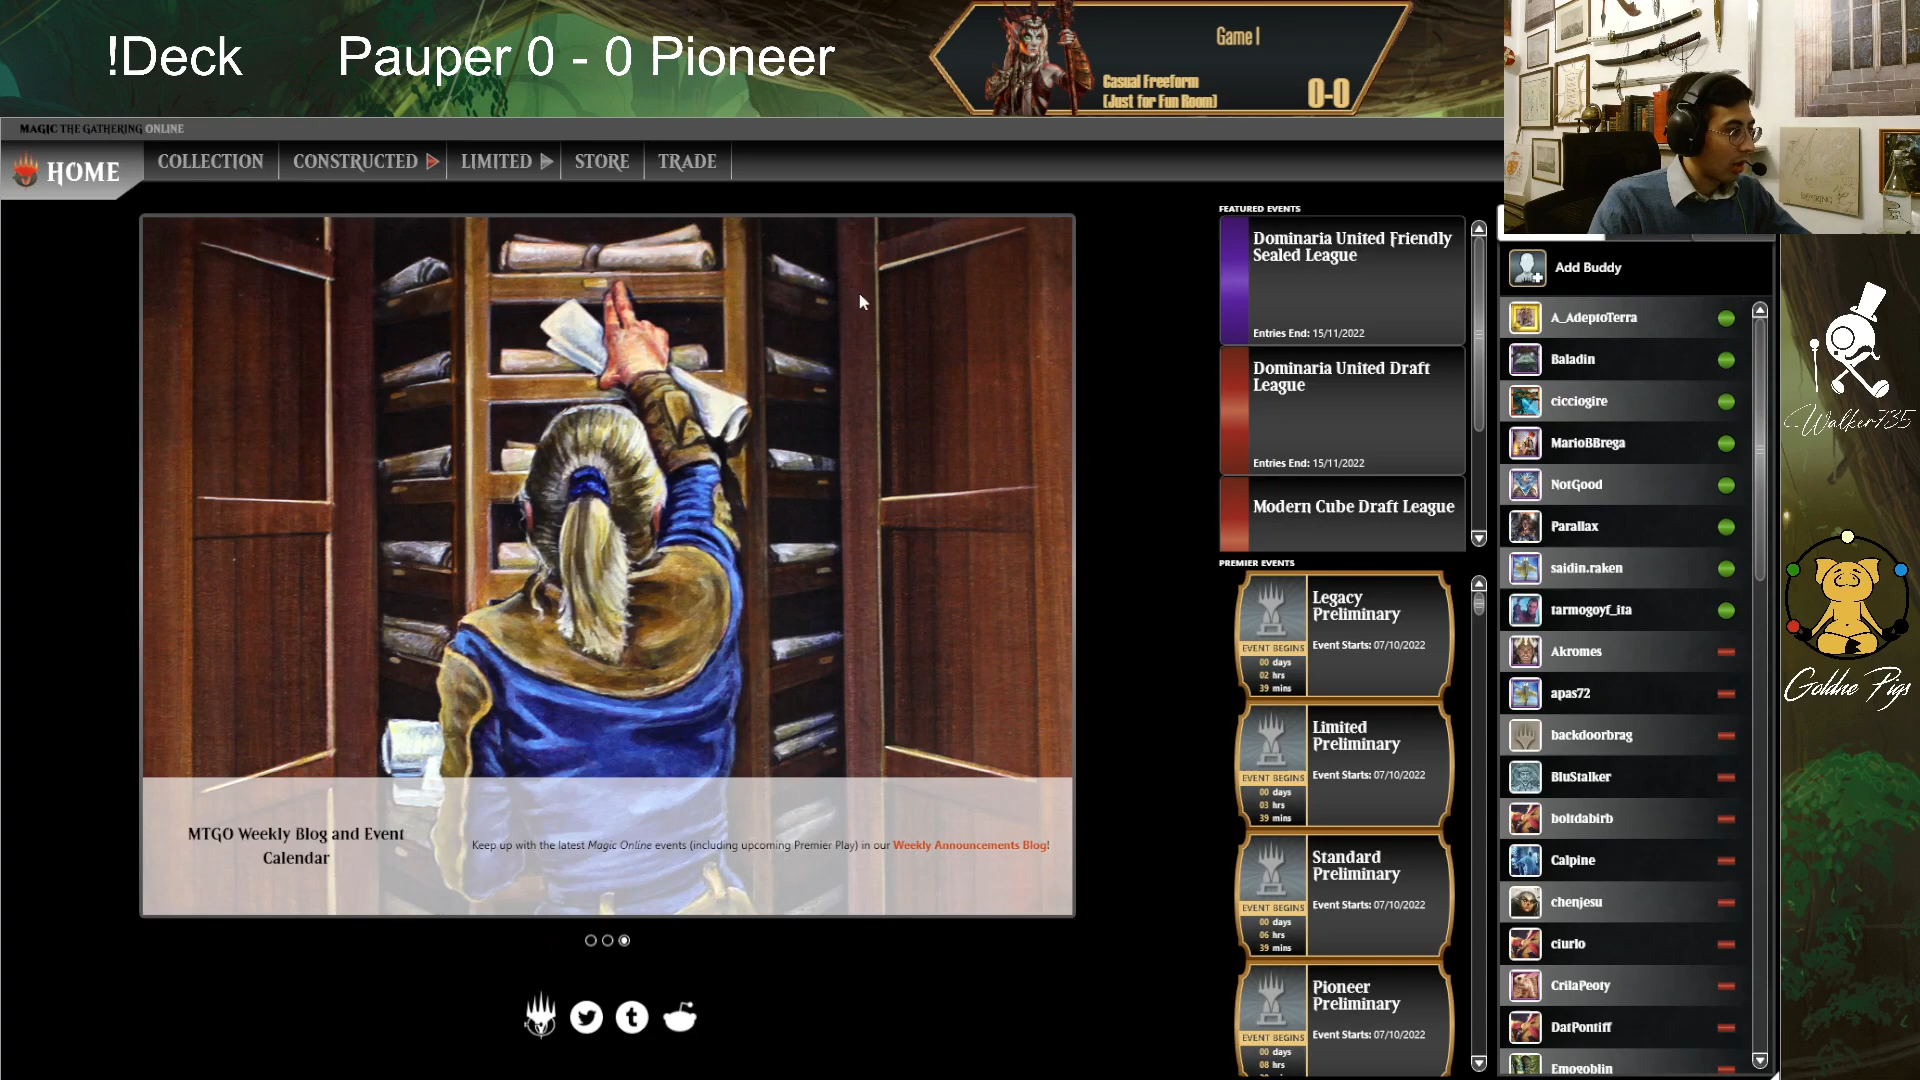 !Deck Pauper 0 - 0 Pioneer
Game 1
Casual Freeform
(Just for Fun Room)
0-0
MAGIC THE GATHERING ONLINE
HOME
COLLECTION
CONSTRUCTED
LIMITED
STORE
TRADE
FEATURED EVENTS
Dominaria United Friendly
Sealed League
Entries End: 15/11/2022
Dominaria United Draft
League
Entries End: 15/11/2022
Modern Cube Draft League
PREMIER EVENTS
Legacy
Preliminary
Event Starts: 07/10/2022
EVENT BEGINS
00 days
02 hrs
39 mins
Limited
Preliminary
Event Starts: 07/10/2022
EVENT BEGINS
00 days
03 hrs
39 mins
Standard
Preliminary
Event Starts: 07/10/2022
EVENT BEGINS
00 days
06 hrs
39 mins
Pioneer
Preliminary
Event Starts: 07/10/2022
EVENT BEGINS
00 days
08 hrs
MTGO Weekly Blog and Event
Calendar
Keep up with the latest Magic Online events (including upcoming Premier Play) in our Weekly Announcements Blog!
Add Buddy
A_AdeptoTerra
Baladin
cicciogire
MarioBBrega
NotGood
Parallax
saidin.raken
tarmogoyf_ita
Akromes
apas72
backdoorbrag
BluStalker
boltdabirb
Calpine
chenjesu
ciurlo
CrilaPeoty
DatPontiff
Emogoblin
Walker735
Goldne Pigs